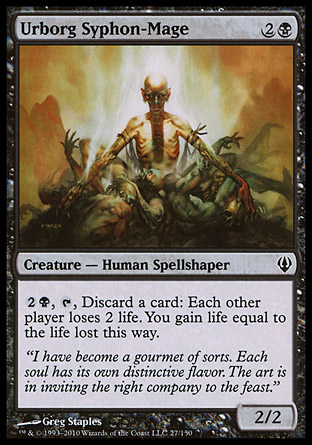 Urborg Syphon-Mage 2
Creature — Human Spellshaper
2 , , Discard a card: Each other
player loses 2 life. You gain life equal to
the life lost this way.
“I have become a gourmet of sorts. Each
soul has its own distinctive flavor. The art is
in inviting the right company to the feast.”
Greg Staples
™ & © 1993–2010 Wizards of the Coast LLC 27/150
2/2